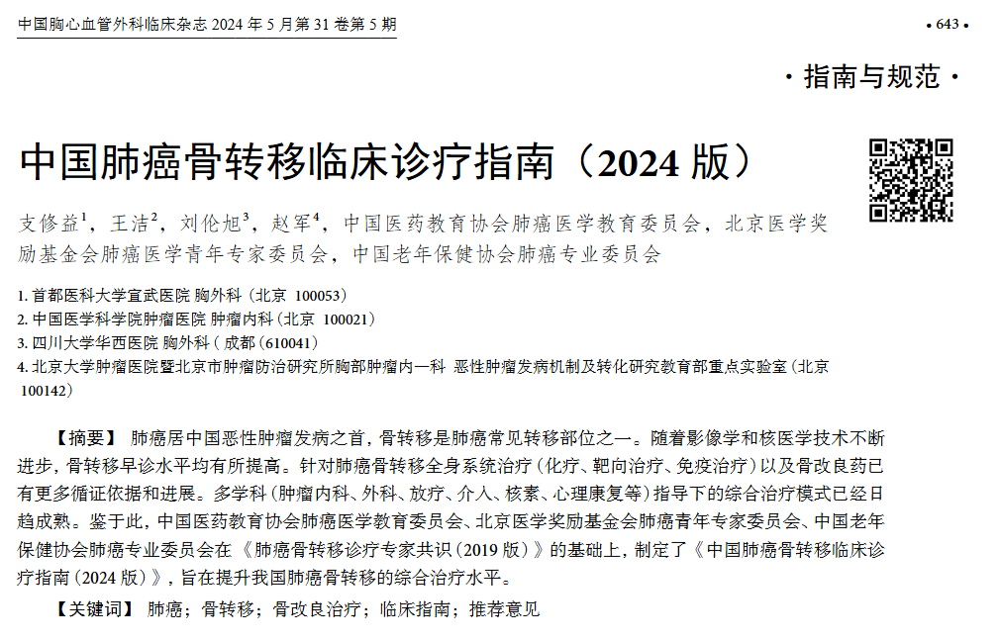 中国胸心血管外科临床杂志 2024 年 5 月第 31 卷第 5 期
• 643 •
·指南与规范·
中国肺癌骨转移临床诊疗指南（2024 版）
支修益1，王洁2，刘伦旭3，赵军4，中国医药教育协会肺癌医学教育委员会，北京医学奖
励基金会肺癌医学青年专家委员会，中国老年保健协会肺癌专业委员会
1. 首都医科大学宣武医院 胸外科（北京 100053）
2. 中国医学科学院肿瘤医院 肿瘤内科（北京 100021）
3. 四川大学华西医院 胸外科（ 成都（610041）
4. 北京大学肿瘤医院暨北京市肿瘤防治研究所胸部肿瘤内一科 恶性肿瘤发病机制及转化研究教育部重点实验室（北京
100142）
【摘要】 肺癌居中国恶性肿瘤发病之首，骨转移是肺癌常见转移部位之一。随着影像学和核医学技术不断
进步，骨转移早诊水平均有所提高。针对肺癌骨转移全身系统治疗（化疗、靶向治疗、免疫治疗）以及骨改良药已
有更多循证依据和进展。多学科（肿瘤内科、外科、放疗、介入、核素、心理康复等）指导下的综合治疗模式已经日
趋成熟。鉴于此，中国医药教育协会肺癌医学教育委员会、北京医学奖励基金会肺癌青年专家委员会、中国老年
保健协会肺癌专业委员会在《肺癌骨转移诊疗专家共识（2019 版）》的基础上，制定了《中国肺癌骨转移临床诊
疗指南（2024 版）》，旨在提升我国肺癌骨转移的综合治疗水平。
【关键词】 肺癌；骨转移；骨改良治疗；临床指南；推荐意见